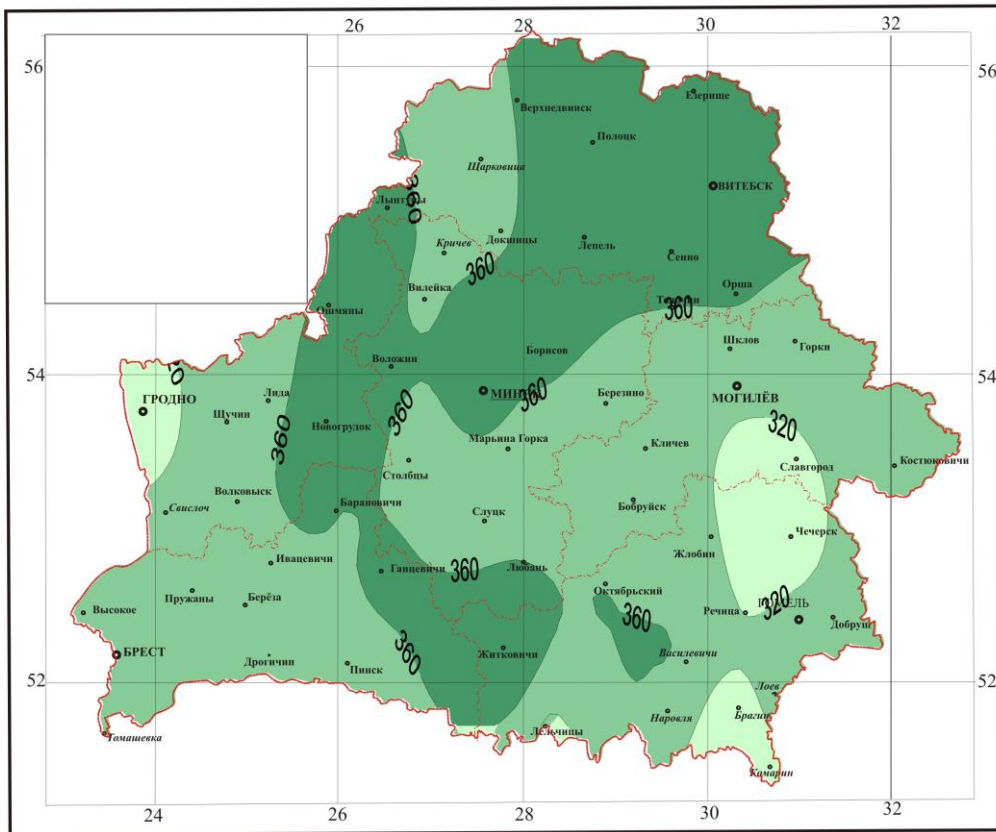 26 28 30 32
56 56
Верхнедвинск
Езерище
Полоцк
Щарковица
ВИТЕБСК
360
Лынтупы
Докшицы
Лепель
Кричев
Сенно
360
Вилейка
Орша
360
Ошмяны
Шклов
Горки
Борисов
Воложин
54 54
МОГИЛЁВ
ГРОДНО
Лида
360
Березино
Щучин
Новогрудок
360
360
320
Марьина Горка
Кличев
Столбцы
Славгород
Костюковичи
Волковыск
Бобруйск
Свислоч
Барановичи
Слуцк
Чечерск
Жлобин
Ивацевичи
Ганцевичи
360
Любань
Октябрьский
Пружаны
Берёза
Высокое
Речица
320
360
Добруш
БРЕСТ
Житковичи
Василевичи
Дрогичин
Пинск
360
52 52
Лоев
Наровля
Брагин
Лельчицы
Томашевка
Камарин
24 26 28 30 32